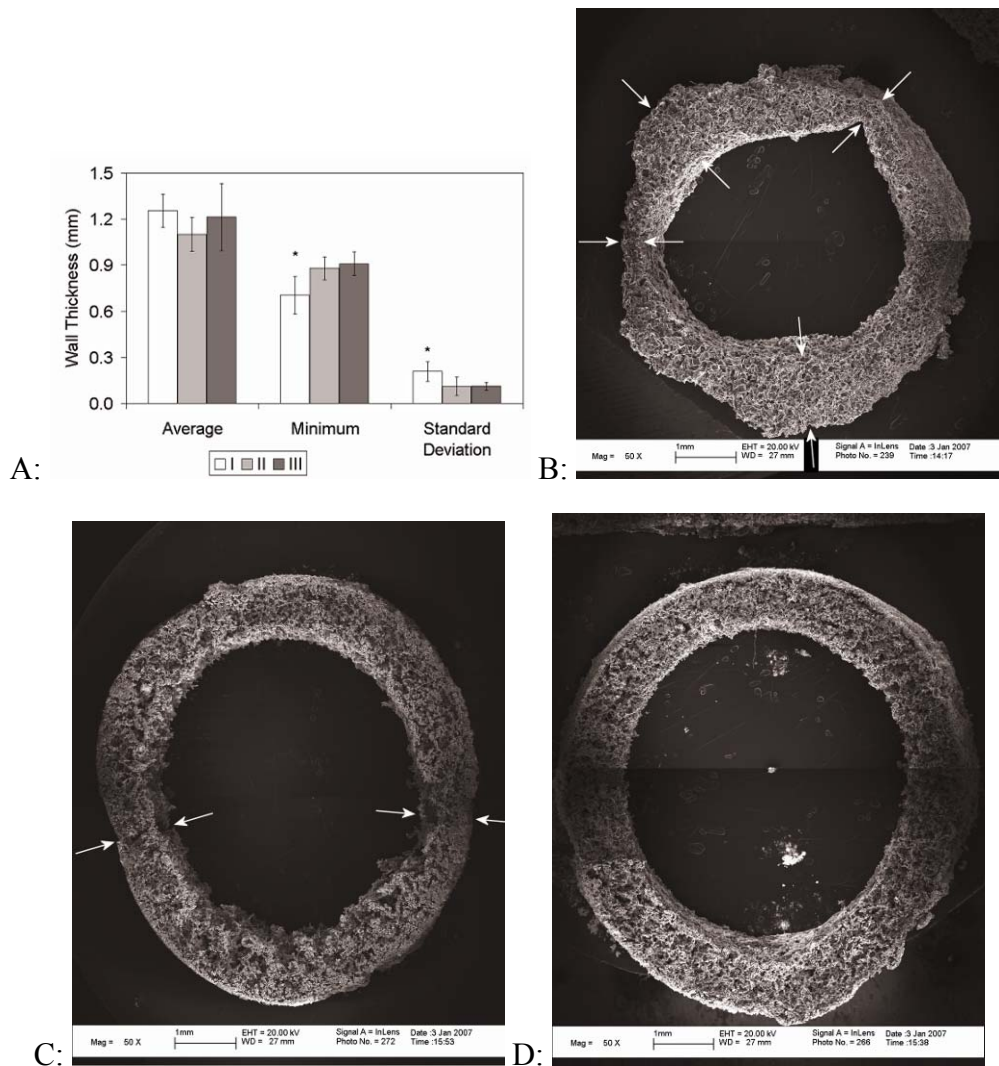 A:
1.5
1.2
0.9
0.6
0.3
0.0
Wall Thickness (mm)
*
*
Average
Minimum
Standard
Deviation
I II III
B:
Mag = 50 X
1mm
EHT = 20.00 kV
WD = 27 mm
Signal A = InLens
Photo No. = 239
Date :3 Jan 2007
Time :14:17
C:
Mag = 50 X
1mm
EHT = 20.00 kV
WD = 27 mm
Signal A = InLens
Photo No. = 272
Date :3 Jan 2007
Time :15:53
D:
Mag = 50 X
1mm
EHT = 20.00 kV
WD = 27 mm
Signal A = InLens
Photo No. = 266
Date :3 Jan 2007
Time :15:38